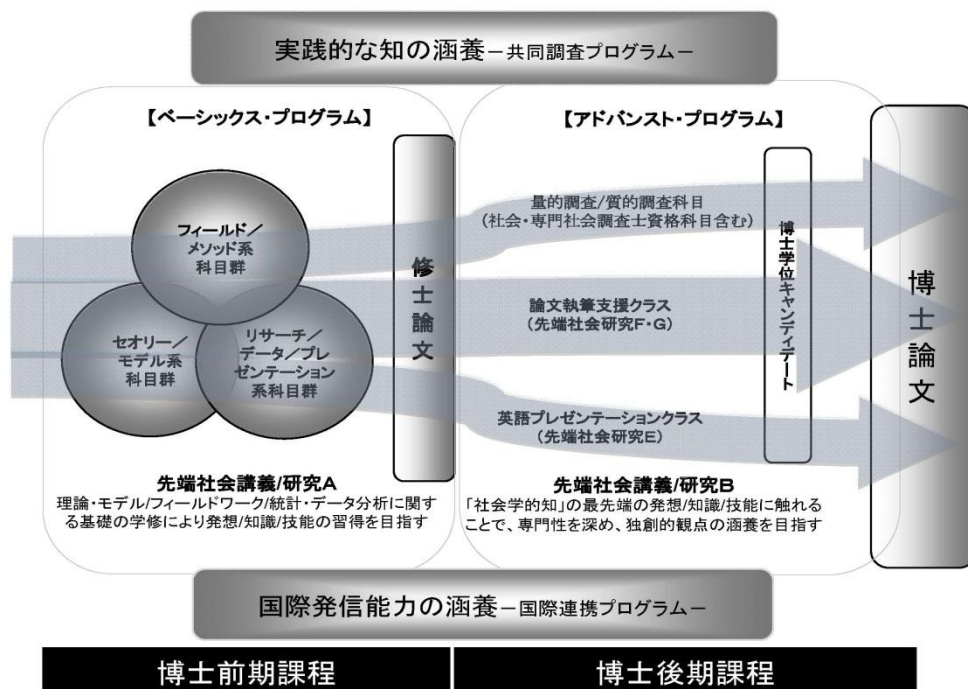 実践的な知の涵養－共同調査プログラム－
【ベーシックス・プログラム】
フィールド／
メソッド系
科目群
セオリー／
モデル系
科目群
リサーチ／
データ／プレ
ゼンテーション
系科目群
修士論文
先端社会講義/研究A
理論・モデル/フィールドワーク/統計・データ分析に関す
る基礎の学修により発想/知識/技能の習得を目指す
【アドバンスト・プログラム】
量的調査/質的調査科目
(社会・専門社会調査士資格科目含む)
論文執筆支援クラス
(先端社会研究F・G)
英語プレゼンテーションクラス
(先端社会研究E)
博士学位キャンディデート
先端社会講義/研究B
「社会学的知」の最先端の発想/知識/技能に触れる
ことで、専門性を深め、独創的観点の涵養を目指す
博士論文
国際発信能力の涵養－国際連携プログラム－
博士前期課程
博士後期課程